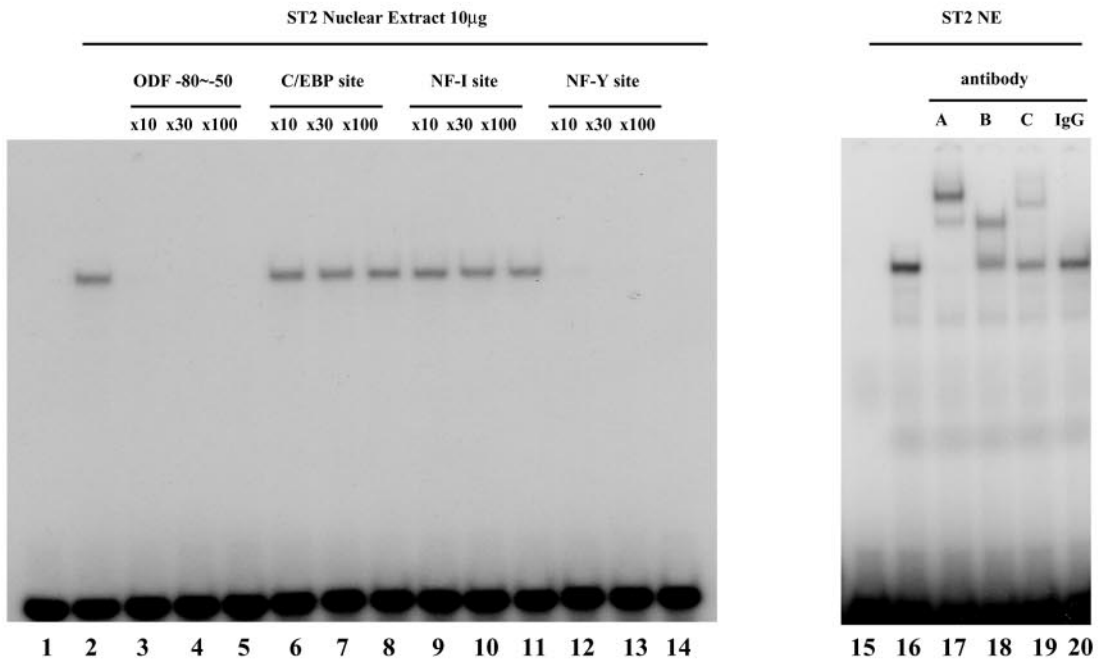 ST2 Nuclear Extract 10μg
ODF -80~-50 C/EBP site NF-I site NF-Y site
x10 x30 x100 x10 x30 x100 x10 x30 x100 x10 x30 x100
1 2 3 4 5 6 7 8 9 10 11 12 13 14
ST2 NE
antibody
A B C IgG
15 16 17 18 19 20